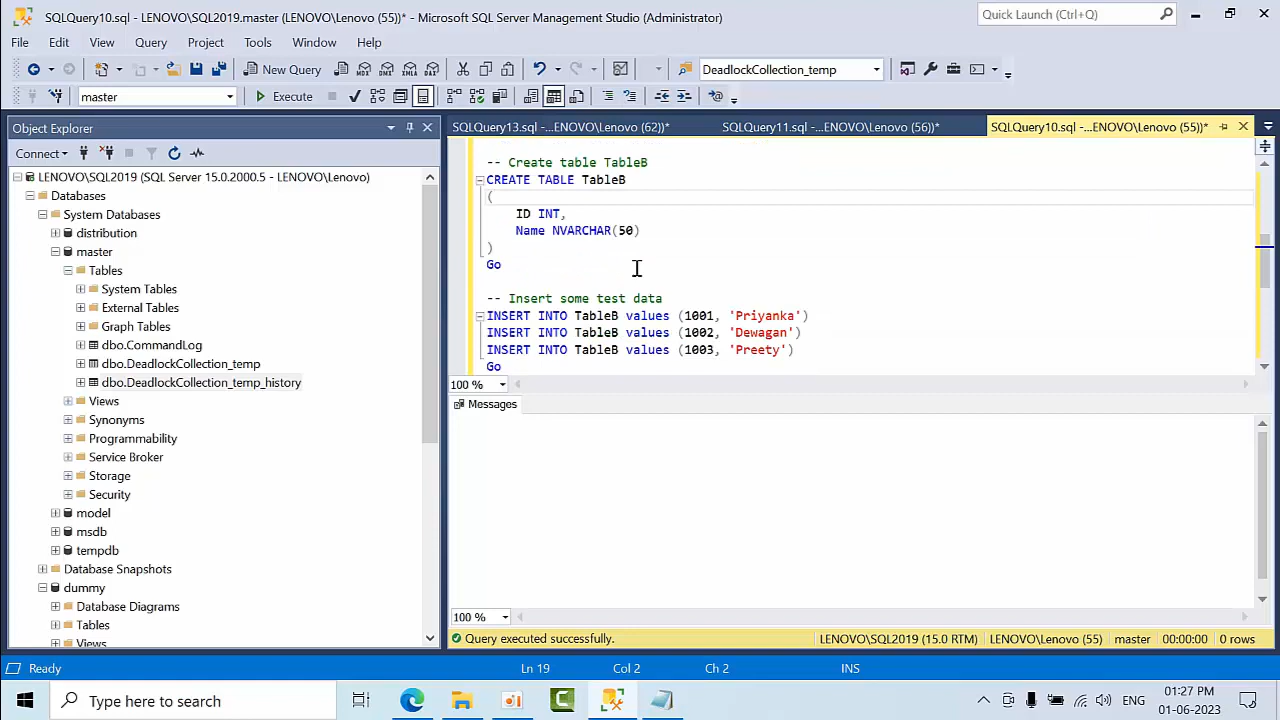 SQLQuery10.sql - LENOVO\SQL2019.master (LENOVO\Lenovo (55))* - Microsoft SQL Server Management Studio (Administrator)
Quick Launch (Ctrl+Q)
File Edit View Query Project Tools Window Help
New Query MDX DMX XMLA DAX DeadlockCollection_temp
master Execute
Object Explorer
SQLQuery13.sql -...ENOVO\Lenovo (62))* SQLQuery11.sql -...ENOVO\Lenovo (56))* SQLQuery10.sql -...ENOVO\Lenovo (55))*
Connect
LENOVO\SQL2019 (SQL Server 15.0.2000.5 - LENOVO\Lenovo)
Databases
System Databases
distribution
master
Tables
System Tables
External Tables
Graph Tables
dbo.CommandLog
dbo.DeadlockCollection_temp
dbo.DeadlockCollection_temp_history
Views
Synonyms
Programmability
Service Broker
Storage
Security
model
msdb
tempdb
Database Snapshots
dummy
Database Diagrams
Tables
Views
-- Create table TableB
CREATE TABLE TableB
(
ID INT,
Name NVARCHAR(50)
)
Go
-- Insert some test data
INSERT INTO TableB values (1001, 'Priyanka')
INSERT INTO TableB values (1002, 'Dewagan')
INSERT INTO TableB values (1003, 'Preety')
Go
100 %
Messages
100 %
Query executed successfully. LENOVO\SQL2019 (15.0 RTM) LENOVO\Lenovo (55) master 00:00:00 0 rows
Ready Ln 19 Col 2 Ch 2 INS
Type here to search
ENG
01:27 PM
01-06-2023